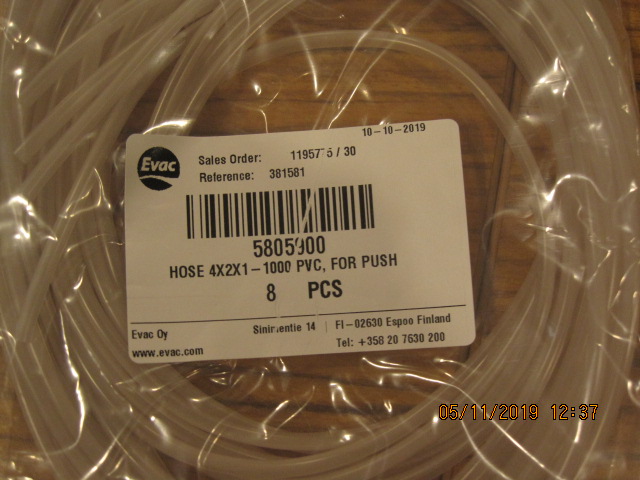 10-10-2019
Evac
Sales Order: / 30
Reference: 381581
5805900
HOSE 4X2X1-1000 PVC, FOR PUSH
8 PCS
Evac Oy
14 | FI-02630 Espoo Finland
www.evac.com
Tel: +358 20 7630 200
05/11/2019 12:37